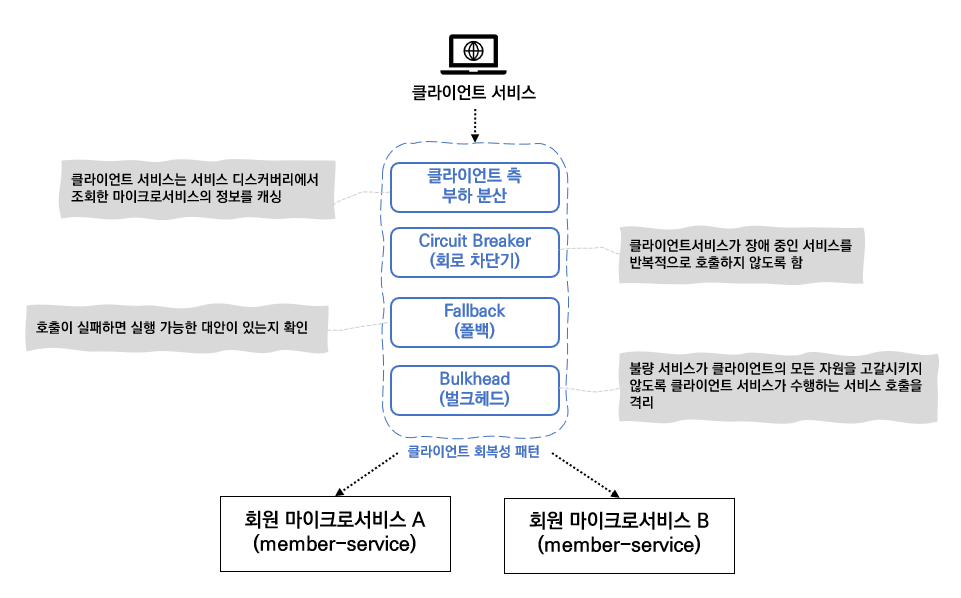 클라이언트 서비스
클라이언트 측
부하 분산
클라이언트 서비스는 서비스 디스커버리에서
조회한 마이크로서비스의 정보를 캐싱
Circuit Breaker
(회로 차단기)
클라이언트서비스가 장애 중인 서비스를
반복적으로 호출하지 않도록 함
Fallback
(폴백)
호출이 실패하면 실행 가능한 대안이 있는지 확인
Bulkhead
(벌크헤드)
불량 서비스가 클라이언트의 모든 자원을 고갈시키지
않도록 클라이언트 서비스가 수행하는 서비스 호출을
격리
클라이언트 회복성 패턴
회원 마이크로서비스 A
(member-service)
회원 마이크로서비스 B
(member-service)